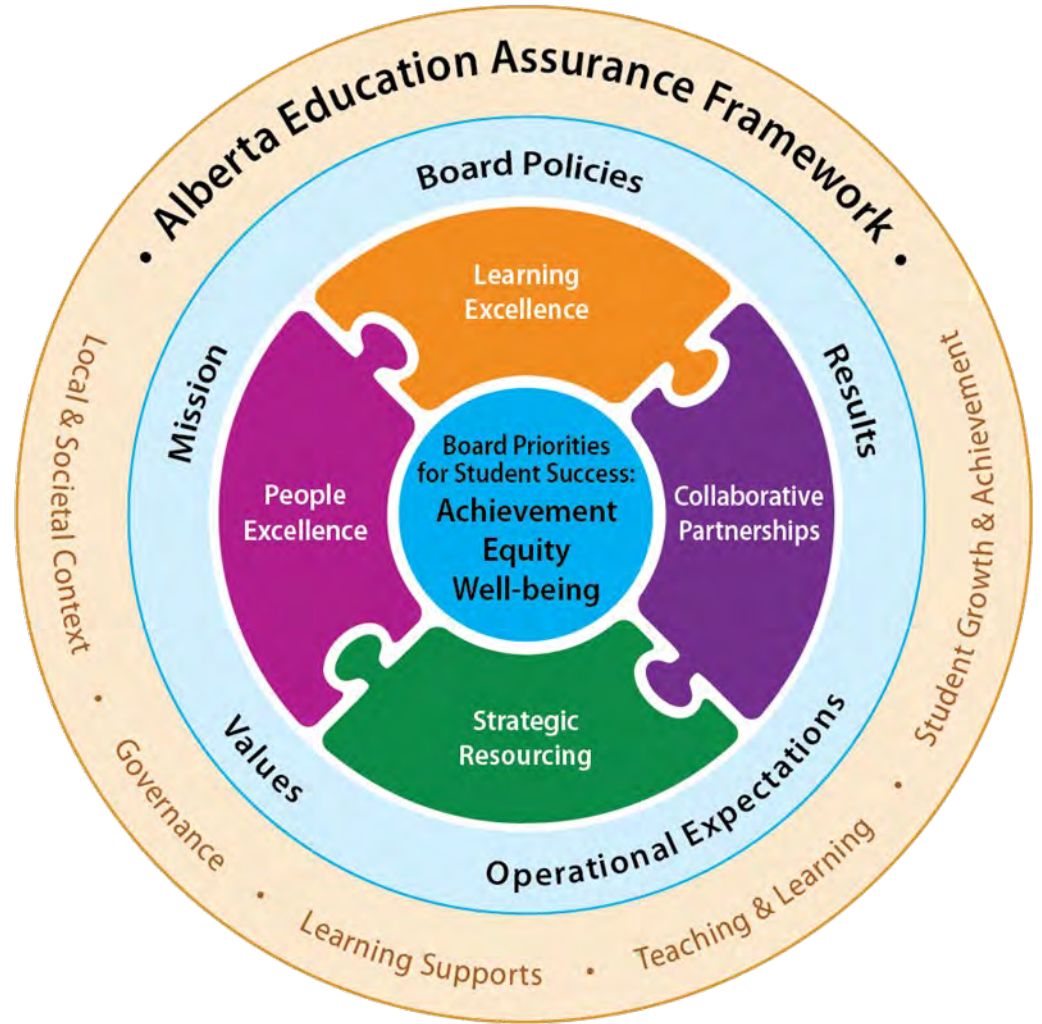 • Alberta Education Assurance Framework •
Board Policies
Mission
Results
Values
Operational Expectations
Learning
Excellence
People
Excellence
Board Priorities
for Student Success:
Achievement
Equity
Well-being
Collaborative
Partnerships
Strategic
Resourcing
Local & Societal Context • Governance • Learning Supports • Teaching & Learning • Student Growth & Achievement